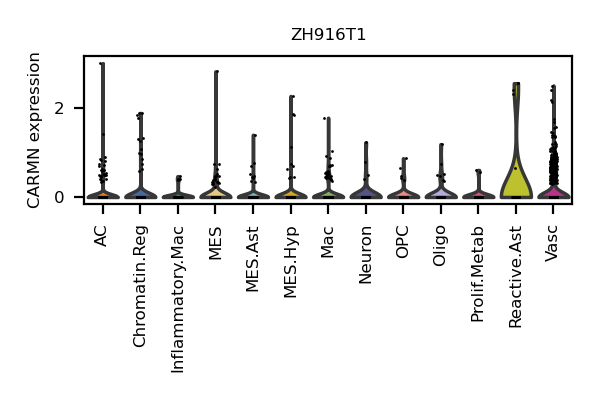 ZH916T1
CARMN expression
2
0
AC
Chromatin.Reg
Inflammatory.Mac
MES
MES.Ast
MES.Hyp
Mac
Neuron
OPC
Oligo
Prolif.Metab
Reactive.Ast
Vasc